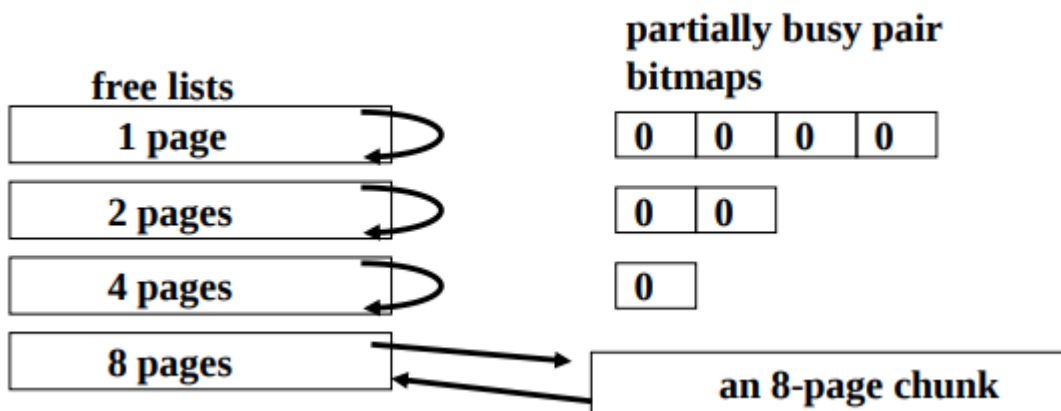 partially busy pair
bitmaps
free lists
1 page
0 0 0 0
2 pages
0 0
4 pages
0
8 pages
an 8-page chunk